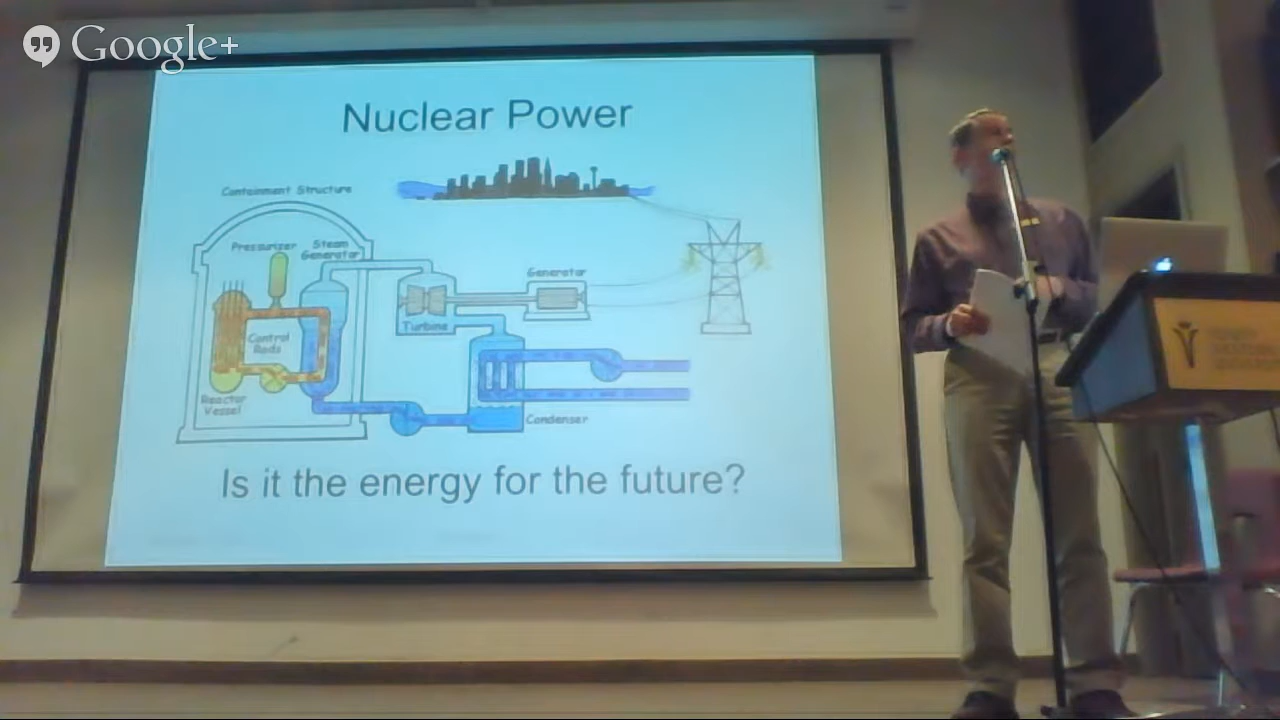 Google+
Nuclear Power
Containment Structure
Pressurizer
Steam
Generator
Generator
Turbine
Control
Rods
Reactor
Vessel
Condenser
Is it the energy for the future?